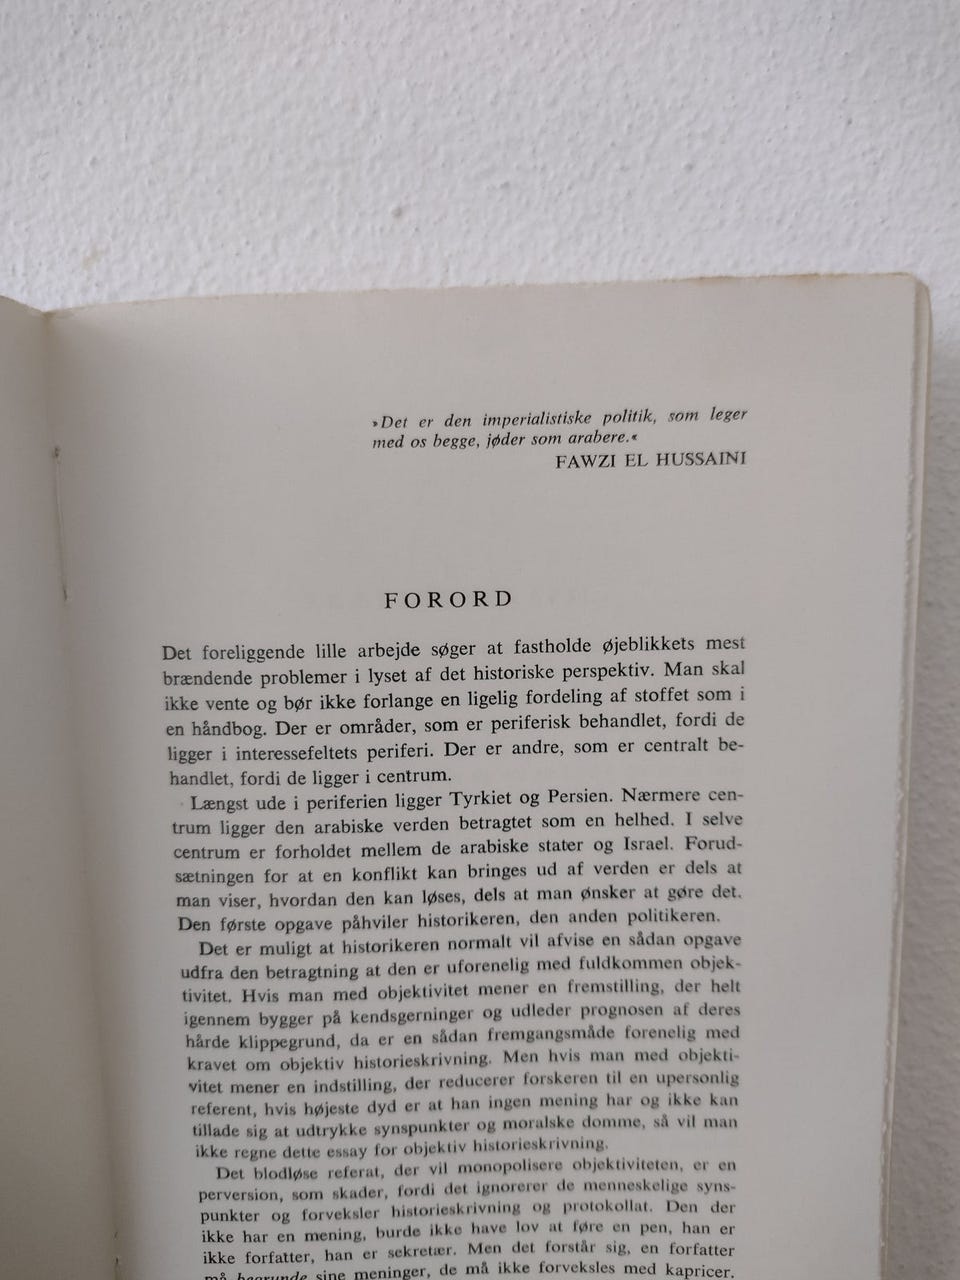 »Det er den imperialistiske politik, som leger
med os begge, jøder som arabere.«
FAWZI EL HUSSAINI
FORORD
Det foreliggende lille arbejde søger at fastholde øjeblikkets mest
brændende problemer i lyset af det historiske perspektiv. Man skal
ikke vente og bør ikke forlange en ligelig fordeling af stoffet som i
en håndbog. Der er områder, som er periferisk behandlet, fordi de
ligger i interessefeltets periferi. Der er andre, som er centralt be-
handlet, fordi de ligger i centrum.
Længst ude i periferien ligger Tyrkiet og Persien. Nærmere cen-
trum ligger den arabiske verden betragtet som en helhed. I selve
centrum er forholdet mellem de arabiske stater og Israel. Forud-
sætningen for at en konflikt kan bringes ud af verden er dels at
man viser, hvordan den kan løses, dels at man ønsker at gøre det.
Den første opgave påhviler historikeren, den anden politikeren.
Det er muligt at historikeren normalt vil afvise en sådan opgave
udfra den betragtning at den er uforenelig med fuldkommen objek-
tivitet. Hvis man med objektivitet mener en fremstilling, der helt
igennem bygger på kendsgerninger og udleder prognosen af deres
hårde klippegrund, da er en sådan fremgangsmåde forenelig med
kravet om objektiv historieskrivning. Men hvis man med objekti-
vitet mener en indstilling, der reducerer forskeren til en upersonlig
referent, hvis højeste dyd er at han ingen mening har og ikke kan
tillade sig at udtrykke synspunkter og moralske domme, så vil man
ikke regne dette essay for objektiv historieskrivning.
Det blodløse referat, der vil monopolisere objektiviteten, er en
perversion, som skader, fordi det ignorerer de menneskelige syns-
punkter og forveksler historieskrivning og protokollat. Den der
ikke har en mening, burde ikke have lov at føre en pen, han er
ikke forfatter, han er sekretær. Men det forstår sig, en forfatter
må begrunde sine meninger, de må ikke forveksles med kapricer.